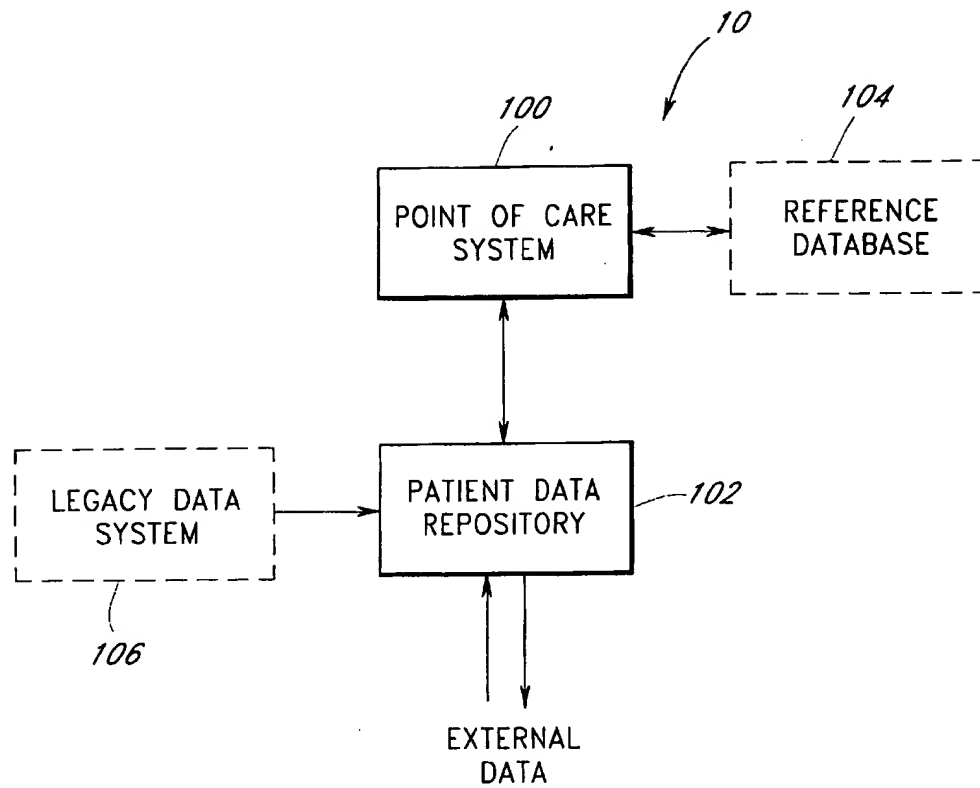 10
100
104
POINT OF CARE
SYSTEM
REFERENCE
DATABASE
LEGACY DATA
SYSTEM
PATIENT DATA
REPOSITORY
102
106
EXTERNAL
DATA